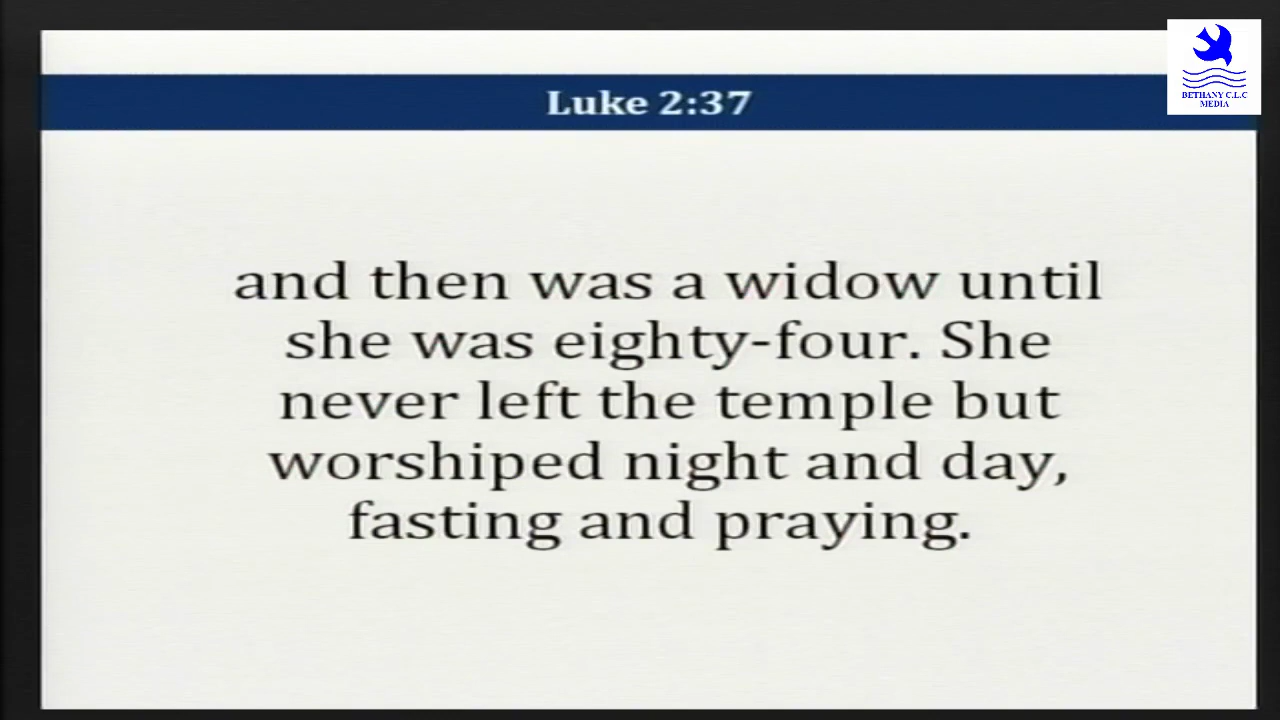 Luke 2:37
BETHANY C.L.C
MEDIA
and then was a widow until
she was eighty-four. She
never left the temple but
worshiped night and day,
fasting and praying.